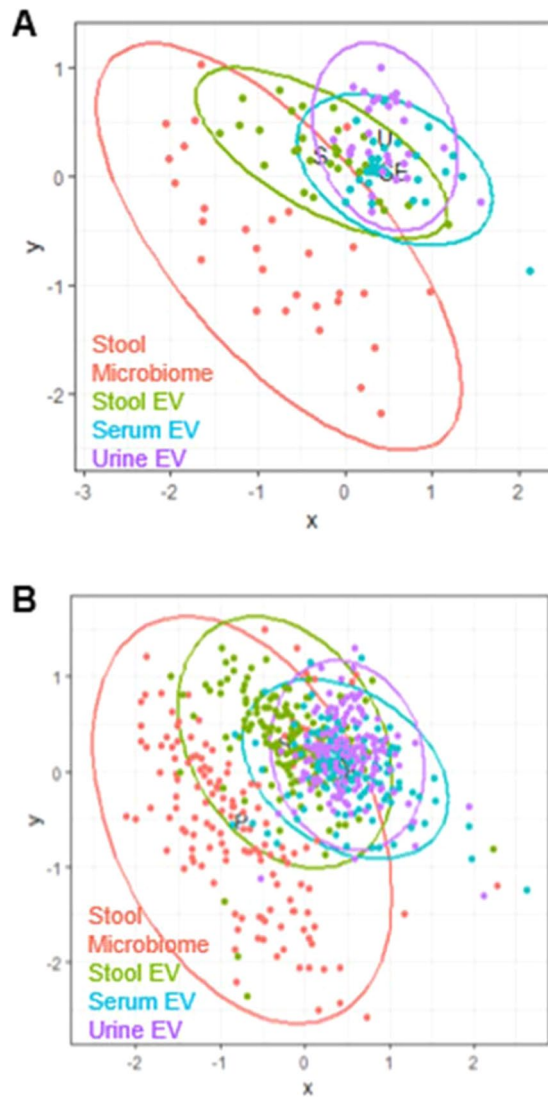 A
1
0
-1
-2
y
U
S
Stool
Microbiome
Stool EV
Serum EV
Urine EV
-3
-2
-1
0
1
2
x
B
1
0
-1
-2
y
P
Stool
Microbiome
Stool EV
Serum EV
Urine EV
-2
-1
0
1
2
x